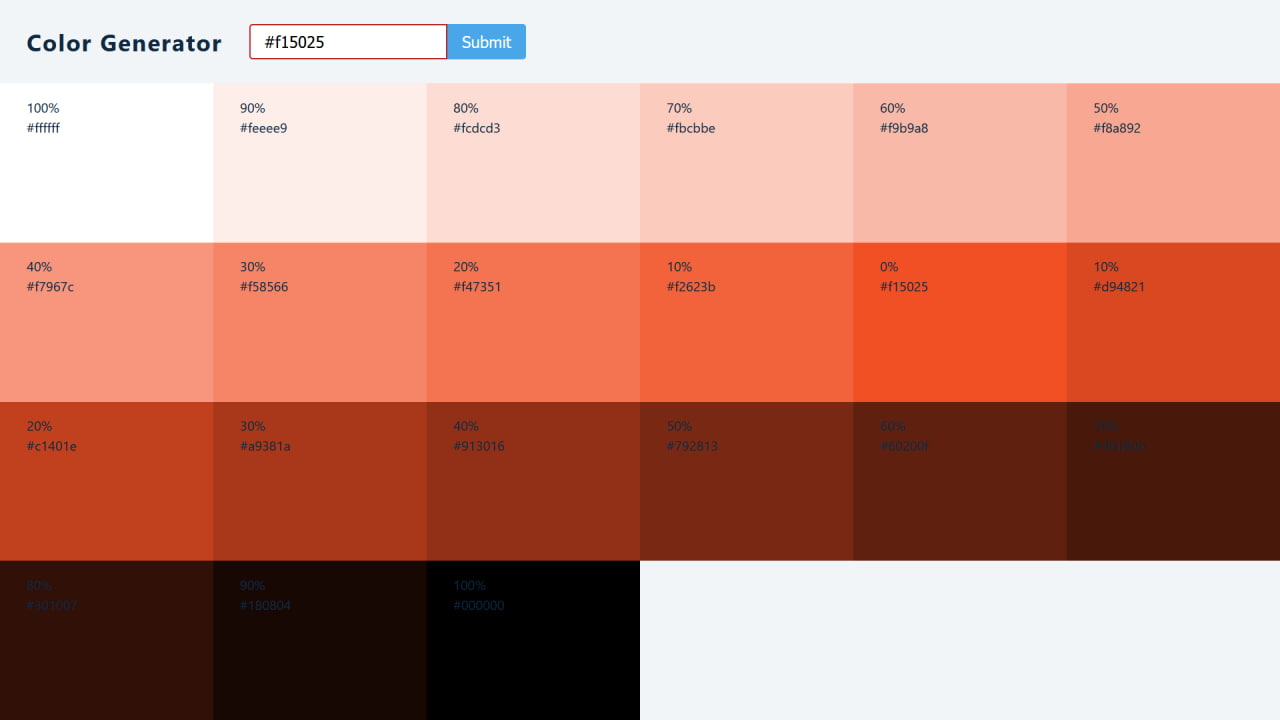 Color Generator
#f15025
Submit
100%
#ffffff
90%
#feeee9
80%
#fcdcd3
70%
#fbcbbe
60%
#f9b9a8
50%
#f8a892
40%
#f7967c
30%
#f58566
20%
#f47351
10%
#f2623b
0%
#f15025
10%
#d94821
20%
#c1401e
30%
#a9381a
40%
#913016
50%
#792813
60%
#60200f
80%
#301007
90%
#180804
100%
#000000